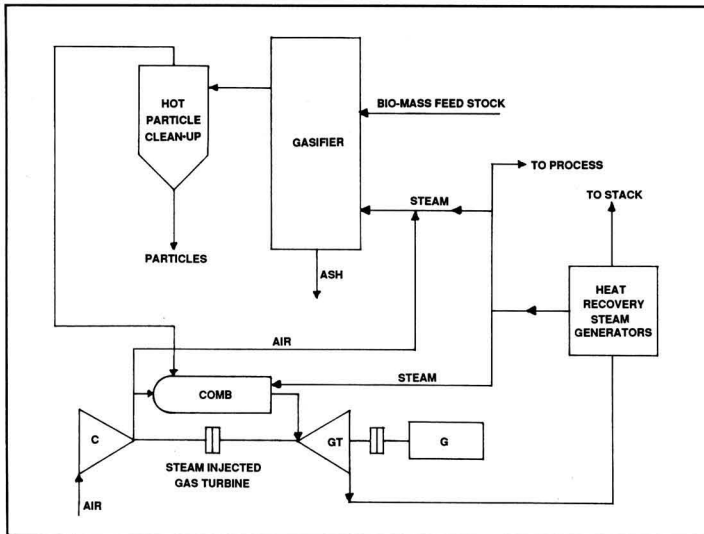 HOT
PARTICLE
CLEAN-UP
GASIFIER
BIO-MASS FEED STOCK
TO PROCESS
STEAM
TO STACK
PARTICLES
ASH
HEAT
RECOVERY
STEAM
GENERATORS
AIR
STEAM
COMB
C
GT
G
STEAM INJECTED
GAS TURBINE
AIR